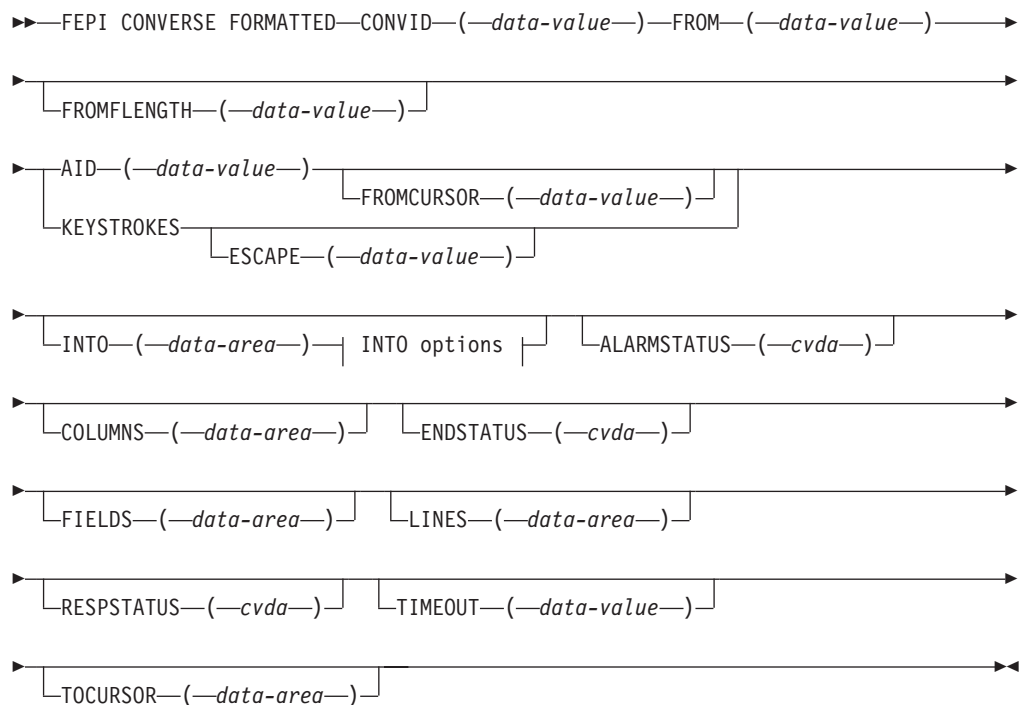 FEPI CONVERSE FORMATTED CONVID ( data-value ) FROM ( data-value )
FROMFLENGTH ( data-value )
AID ( data-value )
FROMCURSOR ( data-value )
KEYSTROKES
ESCAPE ( data-value )
INTO ( data-area ) INTO options ALARMSTATUS ( cvda )
COLUMNS ( data-area ) ENDSTATUS ( cvda )
FIELDS ( data-area ) LINES ( data-area )
RESPSTATUS ( cvda ) TIMEOUT ( data-value )
TOCURSOR ( data-area )